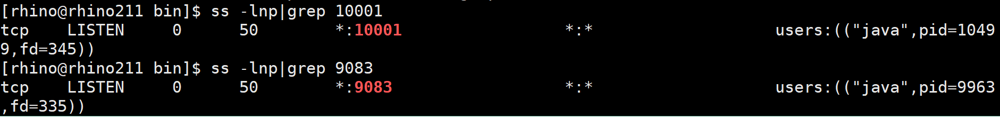 [rhino@rhino211 bin]$ ss -lnp|grep 10001
tcp    LISTEN     0      50        *:10001                 *:*                   users:(("java",pid=1049
9,fd=345))
[rhino@rhino211 bin]$ ss -lnp|grep 9083
tcp    LISTEN     0      50        *:9083                  *:*                   users:(("java",pid=9963
,fd=335))